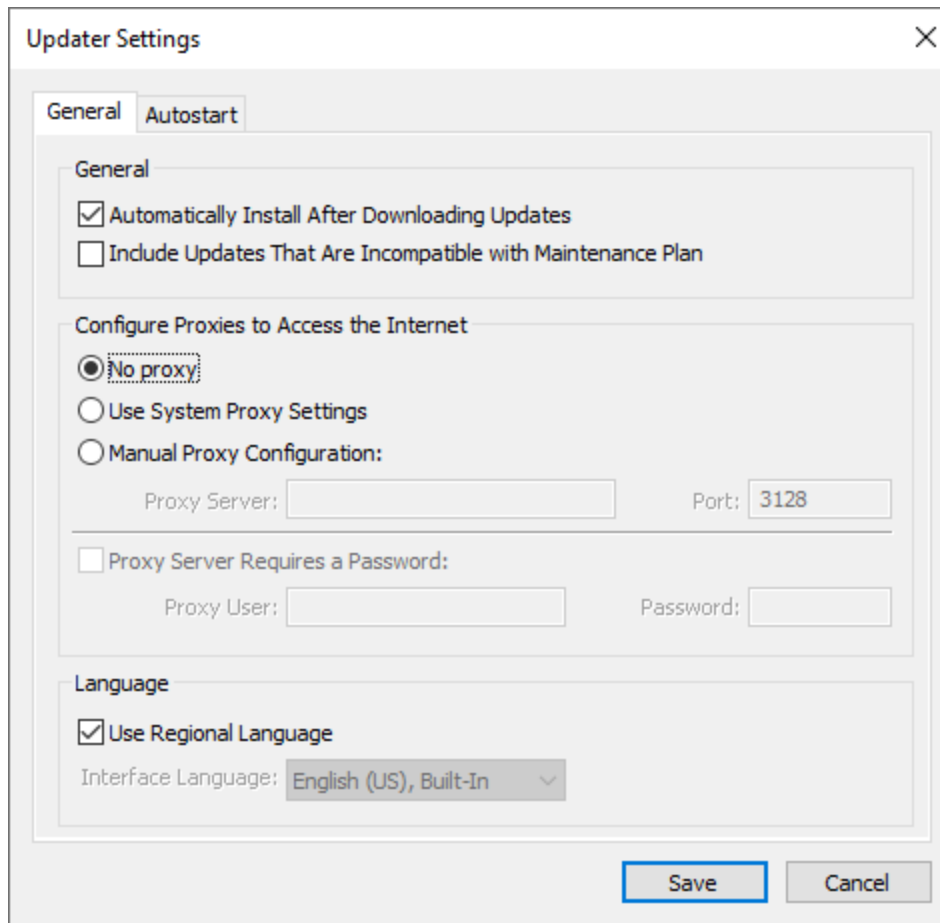 Updater Settings
General Autostart
General
Automatically Install After Downloading Updates
Include Updates That Are Incompatible with Maintenance Plan
Configure Proxies to Access the Internet
No proxy
Use System Proxy Settings
Manual Proxy Configuration:
Proxy Server: Port: 3128
Proxy Server Requires a Password:
Proxy User: Password:
Language
Use Regional Language
Interface Language: English (US), Built-In
Save Cancel